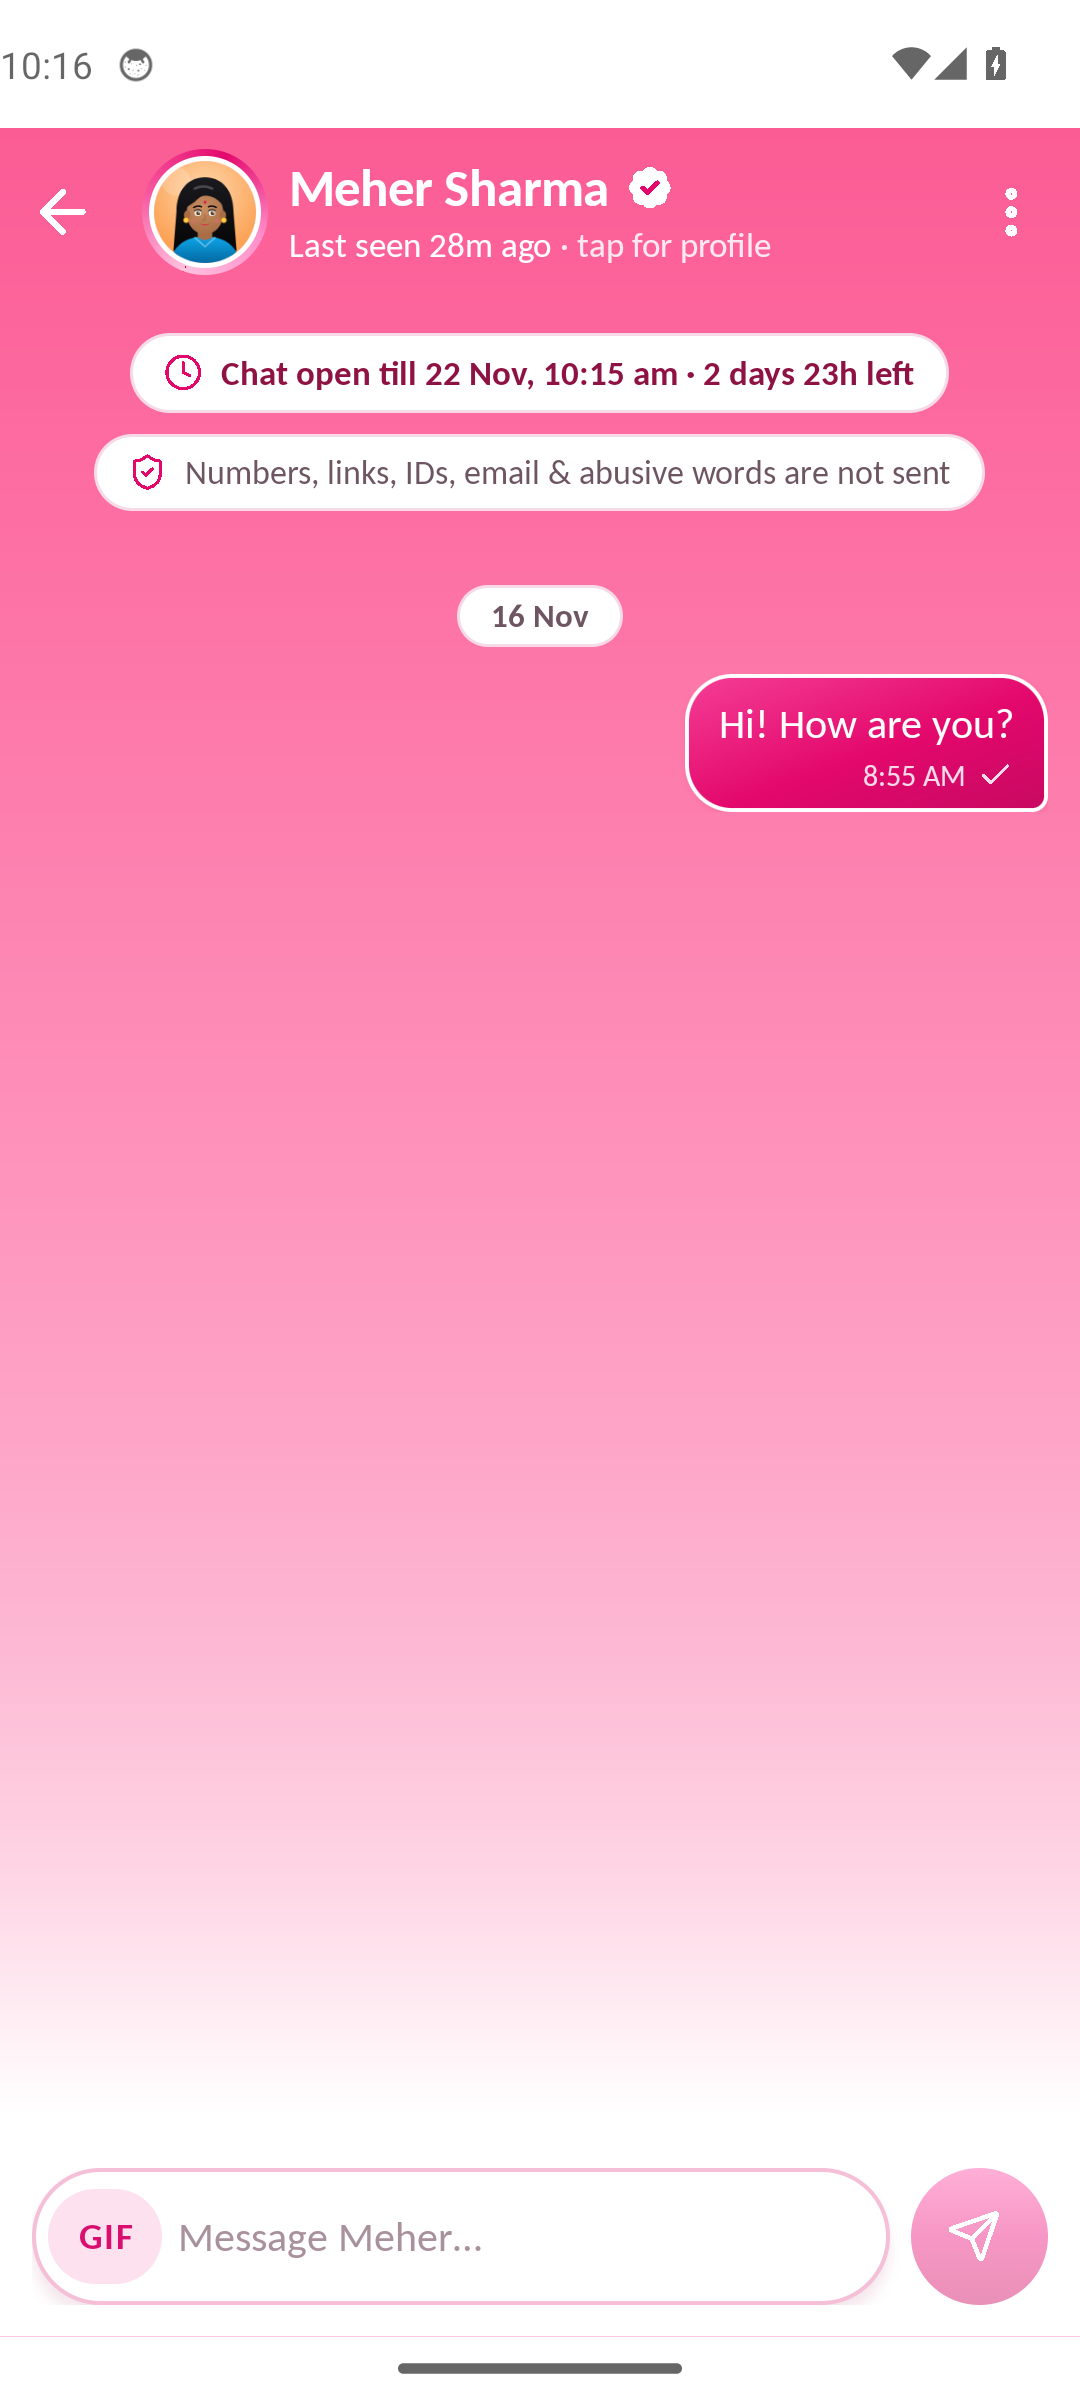 10:16
Meher Sharma
Last seen 28m ago · tap for profile
Chat open till 22 Nov, 10:15 am · 2 days 23h left
Numbers, links, IDs, email & abusive words are not sent
16 Nov
Hi! How are you?
8:55 AM
GIF Message Meher...